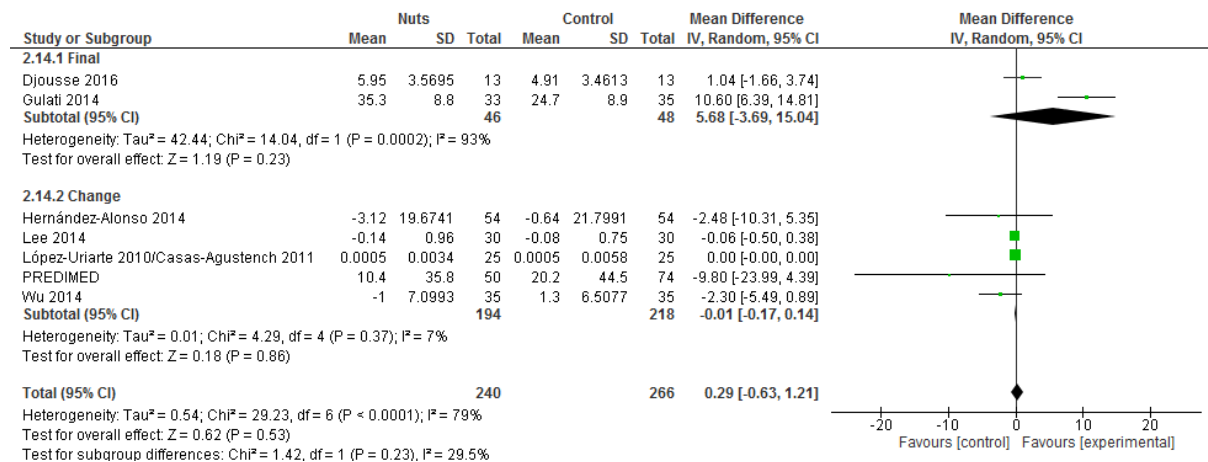 Nuts Control Mean Difference Mean Difference
Study or Subgroup Mean SD Total Mean SD Total IV, Random, 95% CI IV, Random, 95% CI
2.14.1 Final
Djousse 2016 5.95 3.5695 13 4.91 3.4613 13 1.04 [-1.66, 3.74]
Gulati 2014 35.3 8.8 33 24.7 8.9 35 10.60 [6.39, 14.81]
Subtotal (95% CI) 46 48 5.68 [-3.69, 15.04]
Heterogeneity: Tau² = 42.44; Chi² = 14.04, df = 1 (P = 0.0002); I² = 93%
Test for overall effect: Z = 1.19 (P = 0.23)
2.14.2 Change
Hernández-Alonso 2014 -3.12 19.6741 54 -0.64 21.7991 54 -2.48 [-10.31, 5.35]
Lee 2014 -0.14 0.96 30 -0.08 0.75 30 -0.06 [-0.50, 0.38]
López-Uriarte 2010/Casas-Agustench 2011 0.0005 0.0034 25 0.0005 0.0058 25 0.00 [-0.00, 0.00]
PREDIMED 10.4 35.8 50 20.2 44.5 74 -9.80 [-23.99, 4.39]
Wu 2014 -1 7.0993 35 1.3 6.5077 35 -2.30 [-5.49, 0.89]
Subtotal (95% CI) 194 218 -0.01 [-0.17, 0.14]
Heterogeneity: Tau² = 0.01; Chi² = 4.29, df = 4 (P = 0.37); I² = 7%
Test for overall effect: Z = 0.18 (P = 0.86)
Total (95% CI) 240 266 0.29 [-0.63, 1.21]
Heterogeneity: Tau² = 0.54; Chi² = 29.23, df = 6 (P < 0.0001); I² = 79%
Test for overall effect: Z = 0.62 (P = 0.53)
Test for subgroup differences: Chi² = 1.42, df = 1 (P = 0.23), I² = 29.5%
-20 -10 0 10 20
Favours [control] Favours [experimental]